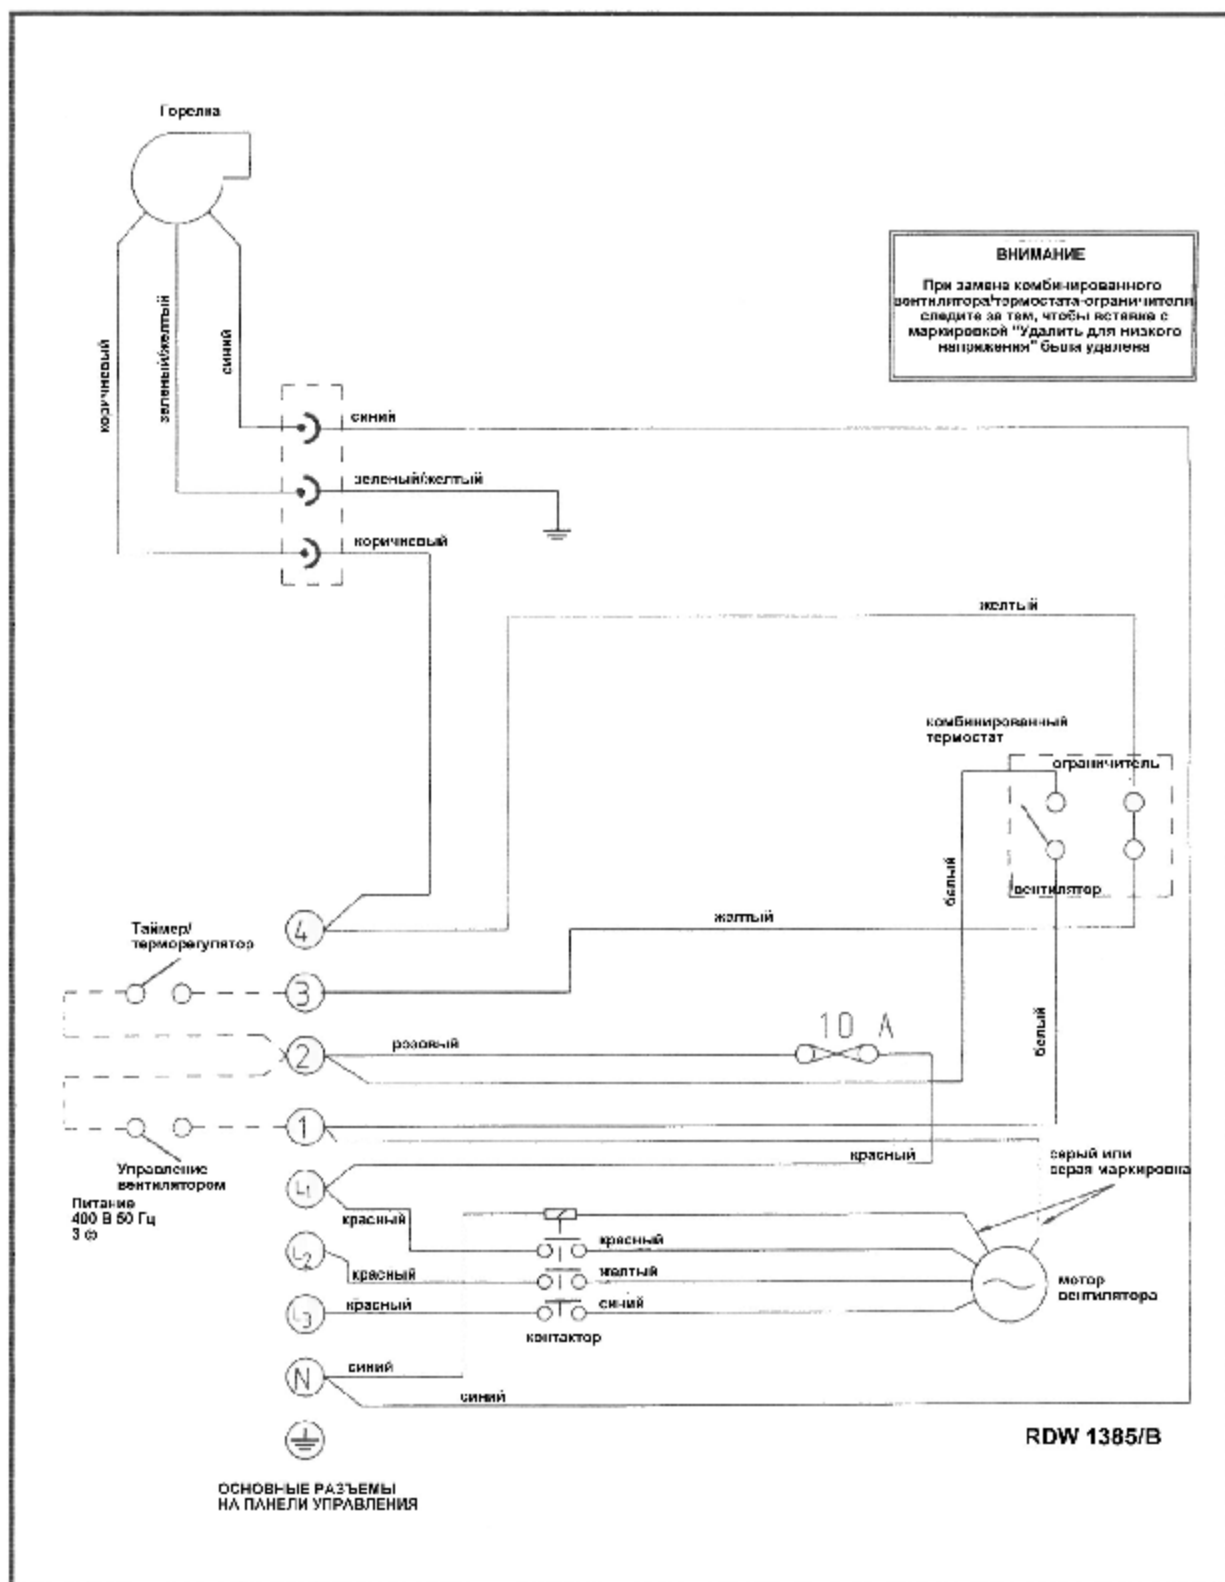 Горелка
ВНИМАНИЕ
При замене комбинированного
вентилятора/термостата-ограничителя
следите за тем, чтобы вставка с
маркировкой "Удалить для низкого
напряжения" была удалена
коричневый
зеленый/желтый
синий
синий
зеленый/желтый
коричневый
желтый
комбинированный
термостат
ограничитель
вентилятор
белый
желтый
Таймер/
терморегулятор
4
3
белый
10 А
розовый
2
1
красный
серый или
серая маркировка
Управление
вентилятором
Питание
400 В 50 Гц
3 ф
L1
красный
красный
L2
красный
желтый
мотор
вентилятора
красный
синий
L3
контактор
N
синий
синий
RDW 1385/B
ОСНОВНЫЕ РАЗЪЕМЫ
НА ПАНЕЛИ УПРАВЛЕНИЯ